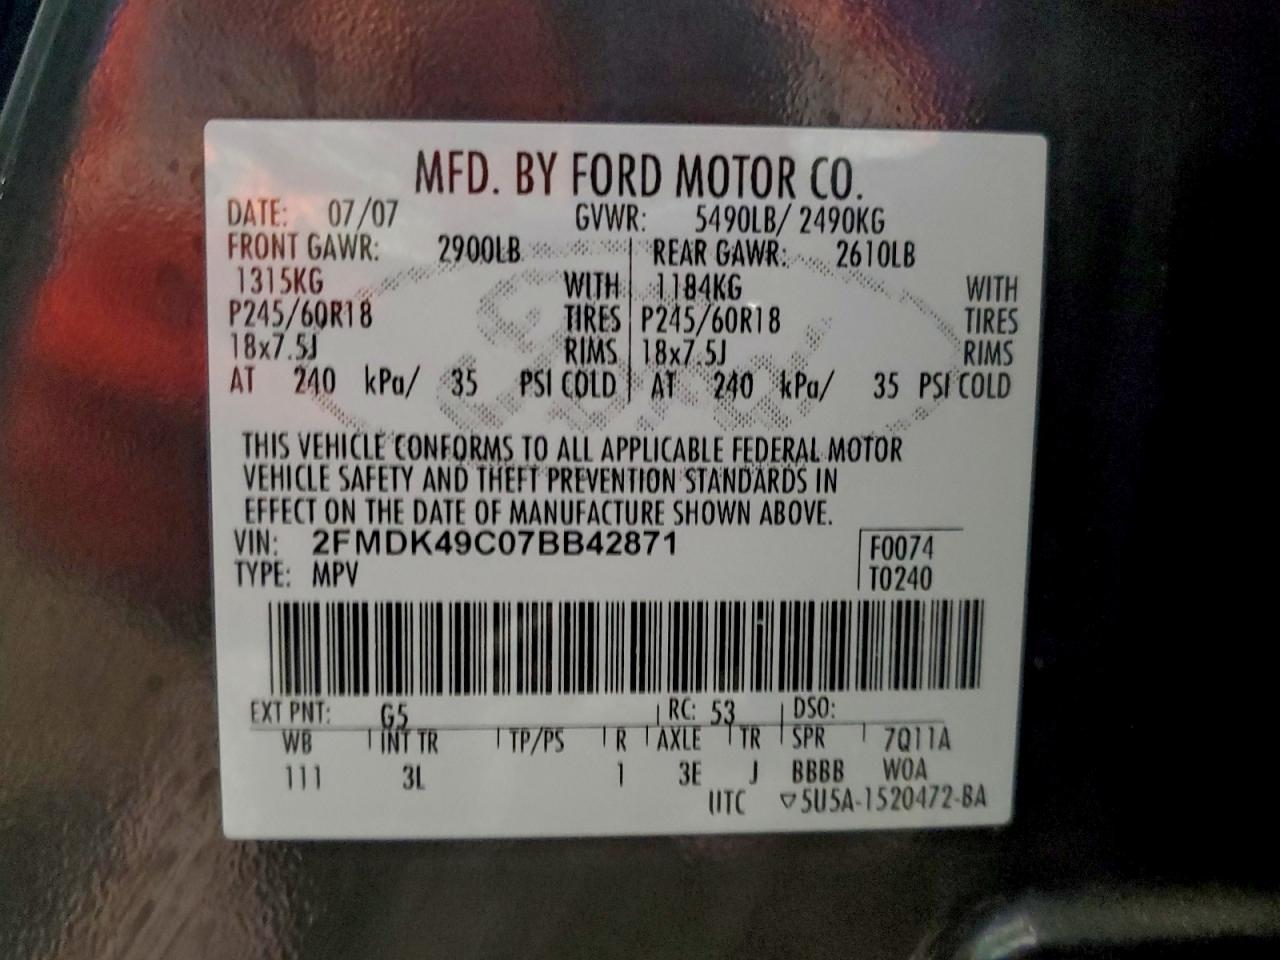 MFD. BY FORD MOTOR CO.
DATE: 07/07 GVWR: 5490LB/ 2490KG
FRONT GAWR: 2900LB REAR GAWR: 2610LB
1315KG WITH 1184KG WITH
P245/60R18 TIRES P245/60R18 TIRES
18x7.5J RIMS 18x7.5J RIMS
AT 240 kPa/ 35 PSI COLD AT 240 kPa/ 35 PSI COLD
THIS VEHICLE CONFORMS TO ALL APPLICABLE FEDERAL MOTOR
VEHICLE SAFETY AND THEFT PREVENTION STANDARDS IN
EFFECT ON THE DATE OF MANUFACTURE SHOWN ABOVE.
VIN: 2FMDK49C07BB42871 F0074
TYPE: MPV T0240
EXT PNT: G5 RC: 53 DSO:
WB INT TR TP/PS R AXLE TR SPR 7Q11A
111 3L 1 3E J BBBB W0A
UTC ▽5U5A-1520472-BA